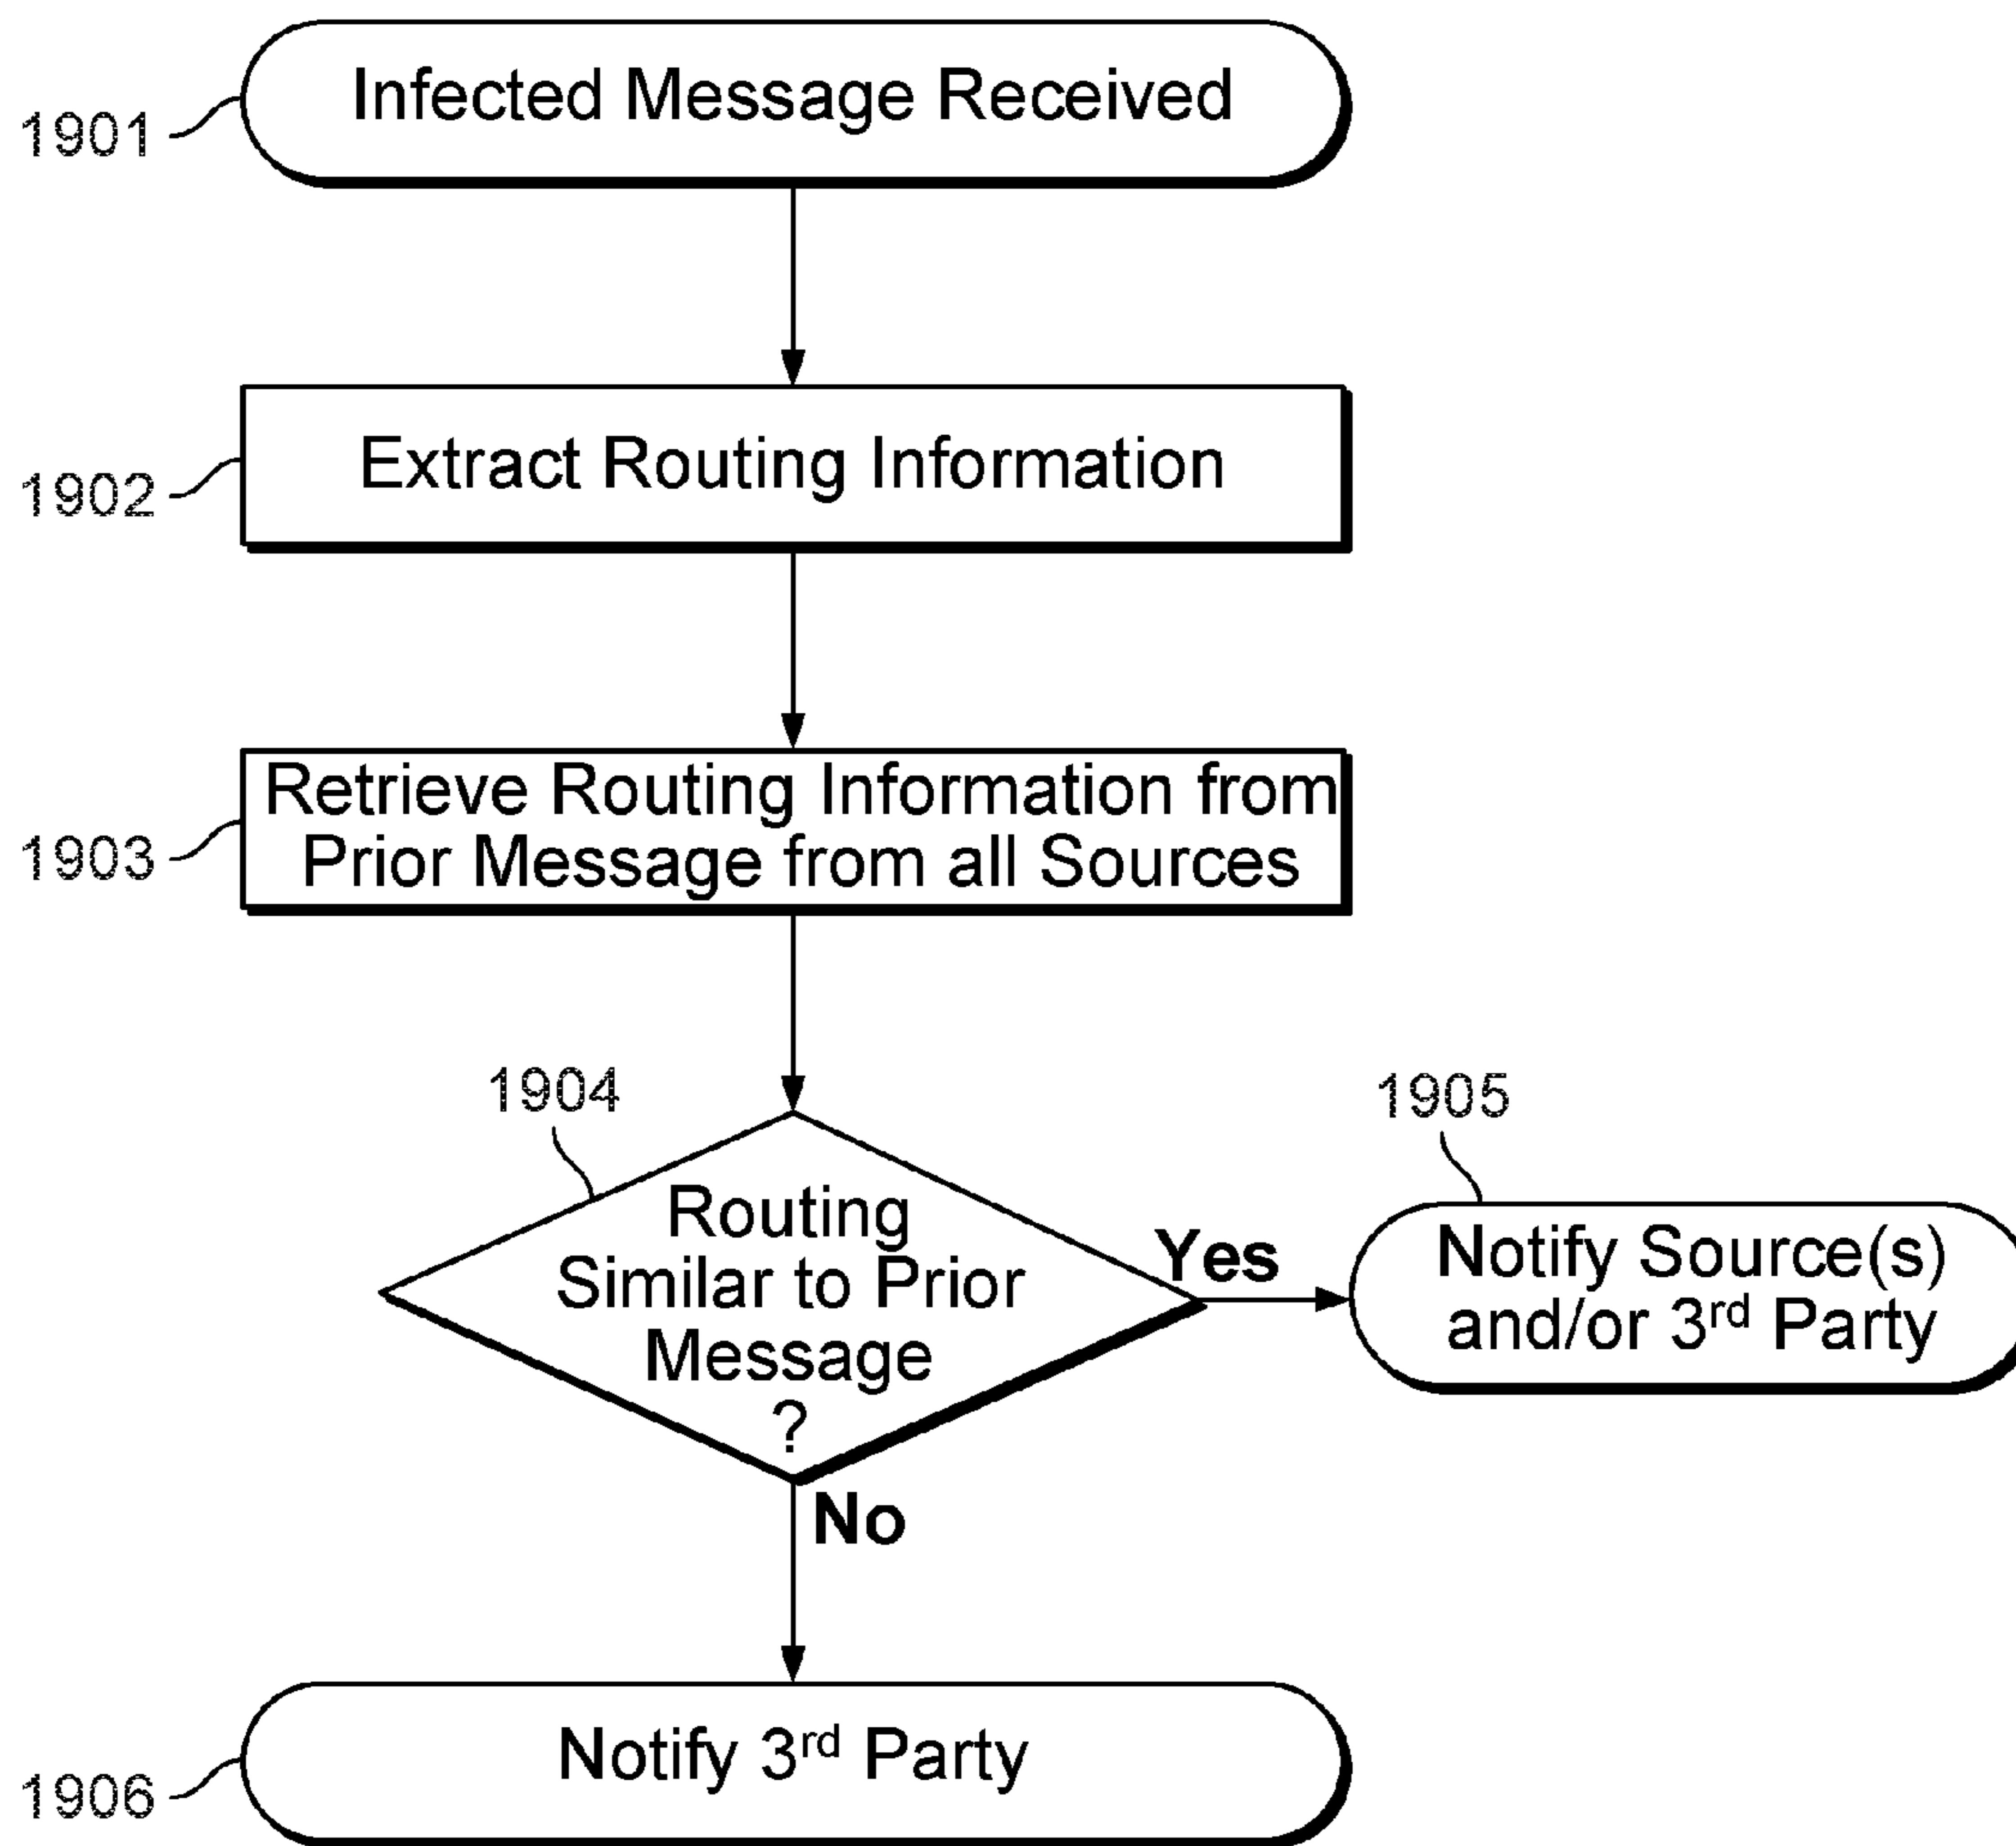 Infected Message Received
1901
Extract Routing Information
1902
Retrieve Routing Information from
Prior Message from all Sources
1903
1904
1905
Routing
Similar to Prior
Message
?
Yes
Notify Source(s)
and/or 3rd Party
No
Notify 3rd Party
1906